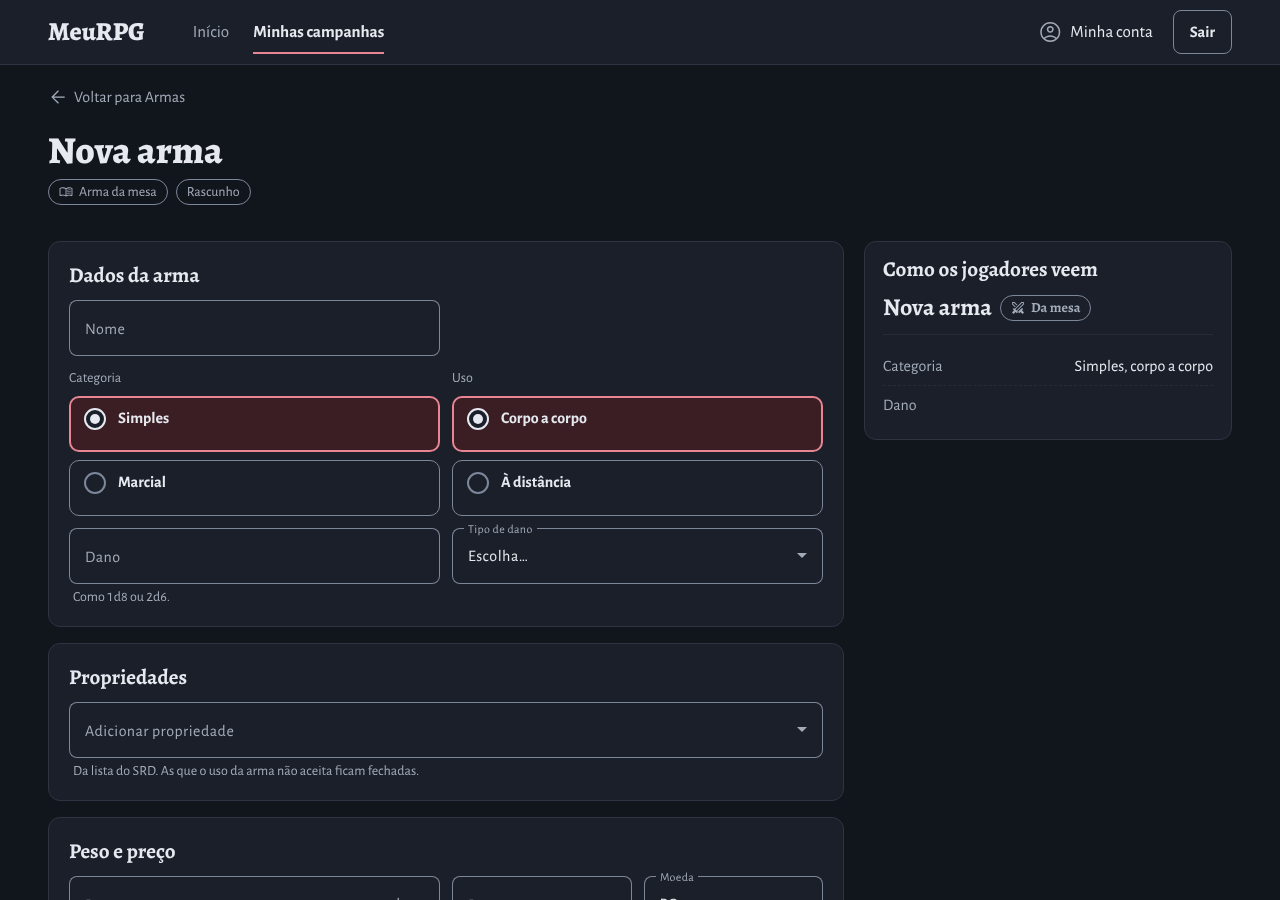 MeuRPG Início Minhas campanhas Minha conta Sair
Voltar para Armas
Nova arma
Arma da mesa Rascunho
Dados da arma
Nome
Categoria Uso
Simples Corpo a corpo
Marcial À distância
Dano Tipo de dano Escolha...
Como 1d8 ou 2d6.
Propriedades
Adicionar propriedade
Da lista do SRD. As que o uso da arma não aceita ficam fechadas.
Peso e preço
Moeda
Como os jogadores veem
Nova arma Da mesa
Categoria Simples, corpo a corpo
Dano